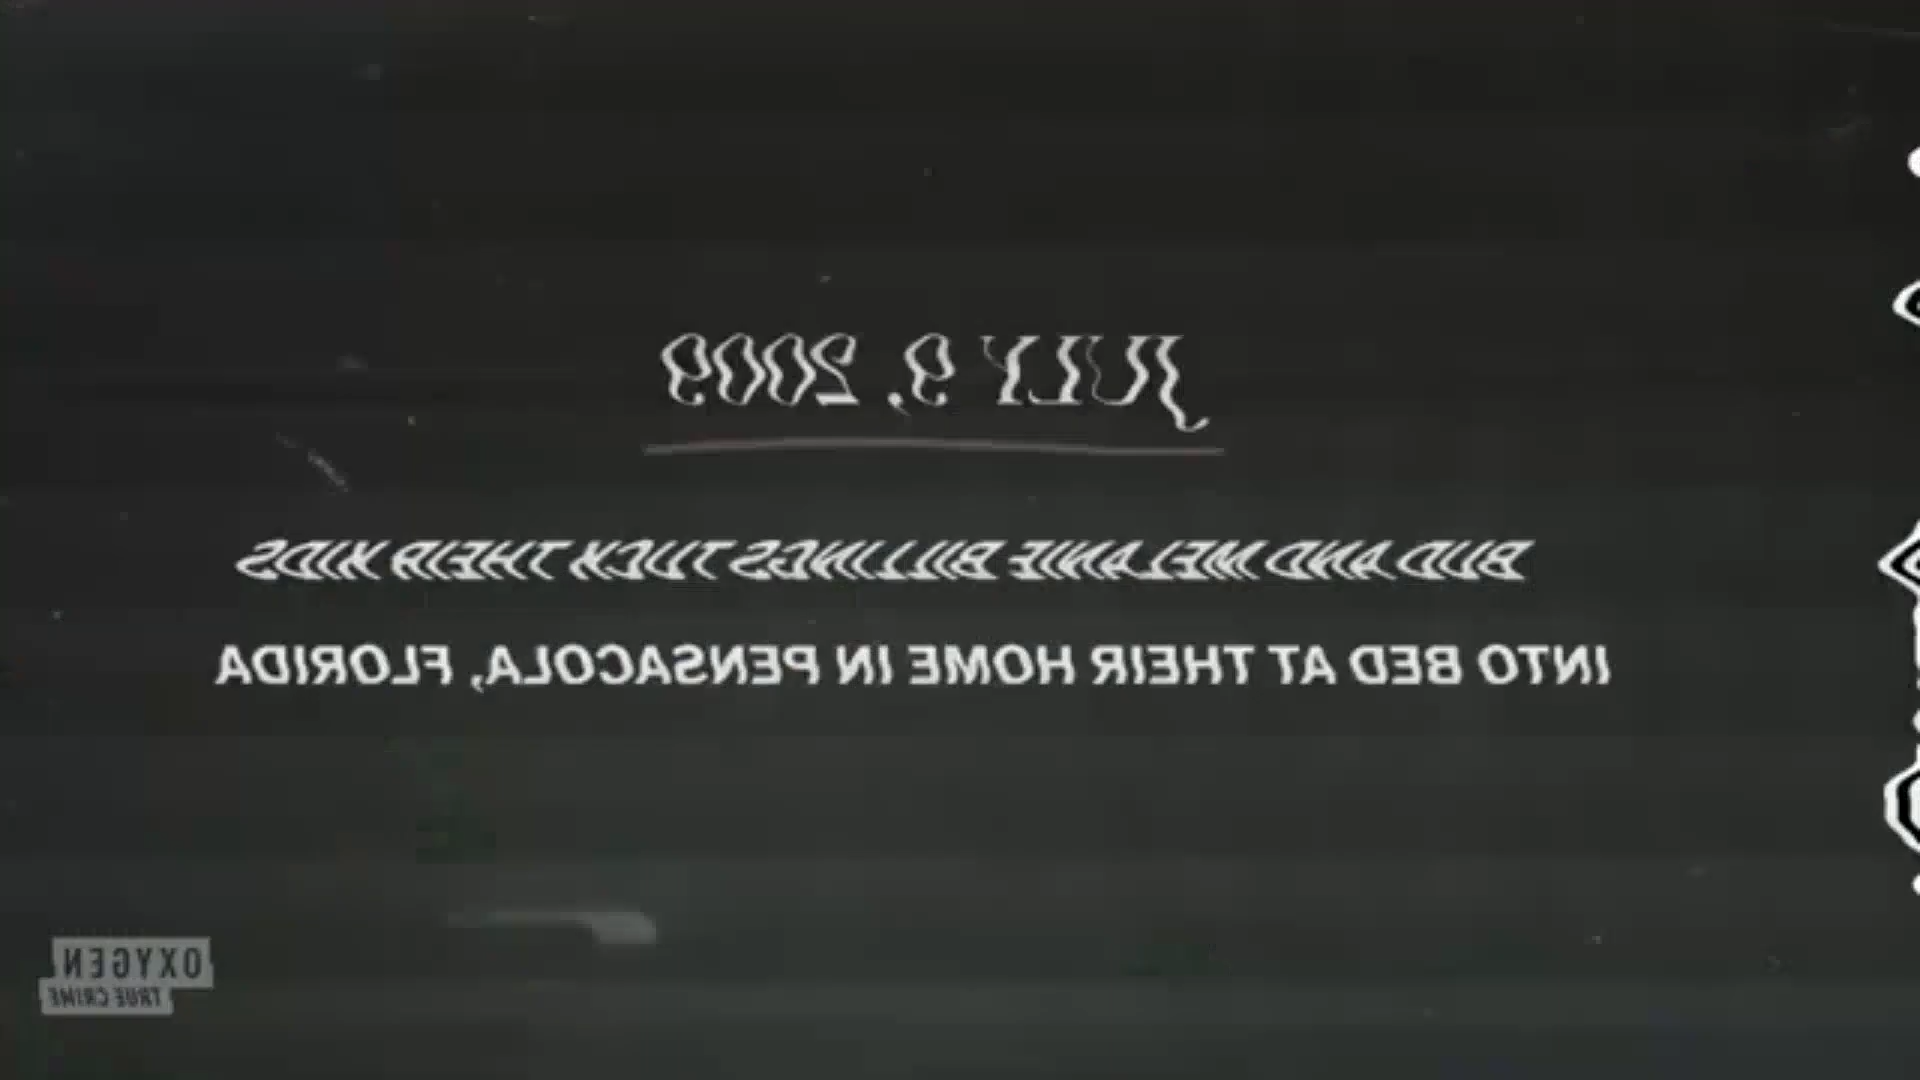 JULY 9, 2009
BUD AND MELANIE BILLINGS TUCK THEIR KIDS
INTO BED AT THEIR HOME IN PENSACOLA, FLORIDA
OXYGEN
TRUE CRIME